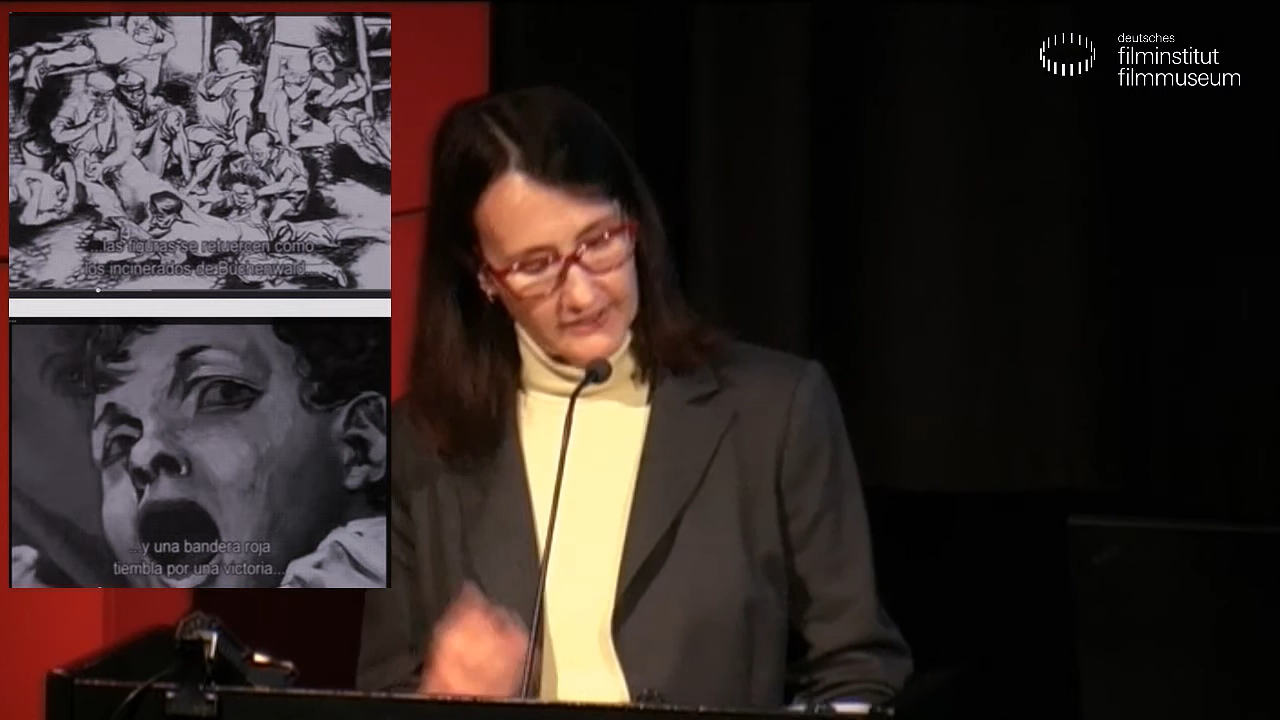 ...las figuras se retuercen como
los incinerados de Buchenwald...
...y una bandera roja
tiembla por una victoria...
deutsches
filminstitut
filmmuseum